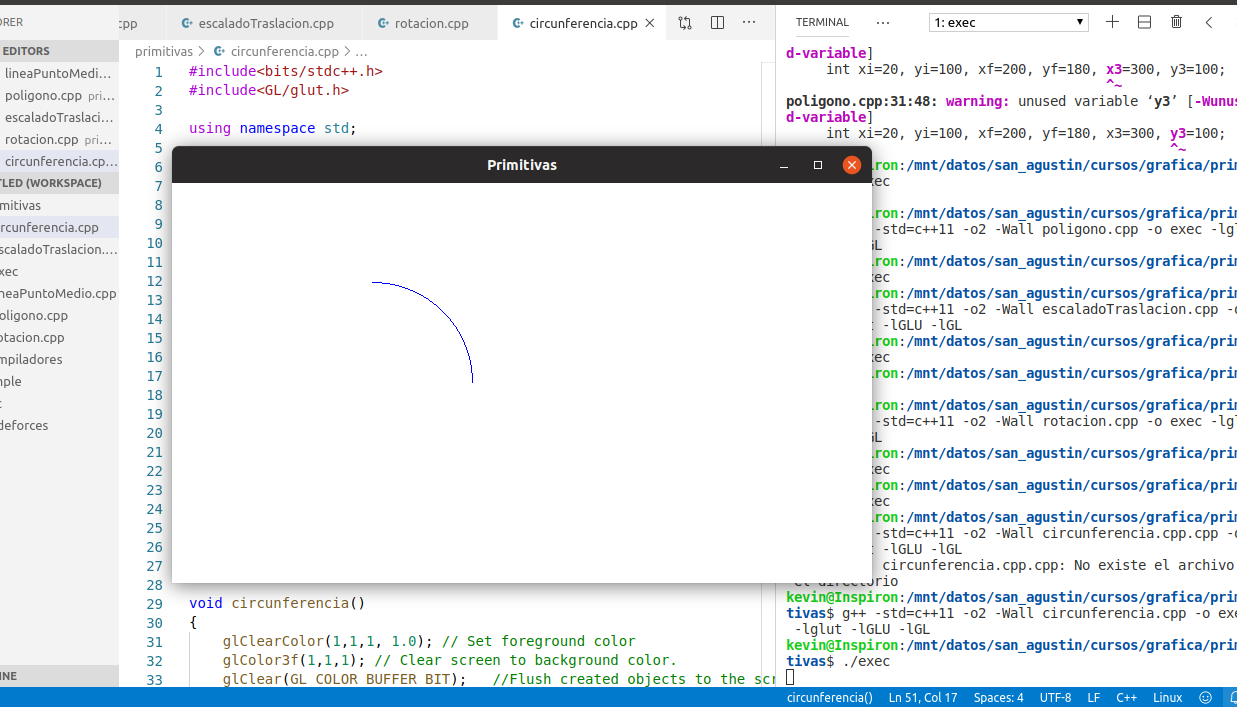 ORER
cpp
escaladoTraslacion.cpp
rotacion.cpp
circunferencia.cpp
TERMINAL
1: exec
EDITORS
lineaPuntoMedi...
poligono.cpp pri...
escaladoTraslaci...
rotacion.cpp pri...
circunferencia.cp...
TLED (WORKSPACE)
mitivas
rcunferencia.cpp
scaladoTraslacion....
xec
neaPuntoMedio.cpp
oligono.cpp
otacion.cpp
mpiladores
mple
t
deforces
INE
primitivas > circunferencia.cpp > ...
1 #include<bits/stdc++.h>
2 #include<GL/glut.h>
3
4 using namespace std;
5
6
7
8
9
10
11
12
13
14
15
16
17
18
19
20
21
22
23
24
25
26
27
28
29 void circunferencia()
30 {
31 glClearColor(1,1,1, 1.0); // Set foreground color
32 glColor3f(1,1,1); // Clear screen to background color.
33 glClear(GL_COLOR_BUFFER_BIT); //Flush created objects to the scr
Primitivas
d-variable]
int xi=20, yi=100, xf=200, yf=180, x3=300, y3=100;
^~
poligono.cpp:31:48: warning: unused variable ‘y3’ [-Wunus
d-variable]
int xi=20, yi=100, xf=200, yf=180, x3=300, y3=100;
^~
iron:/mnt/datos/san_agustin/cursos/grafica/prim
xec
iron:/mnt/datos/san_agustin/cursos/grafica/prim
-std=c++11 -o2 -Wall poligono.cpp -o exec -lglu
GL
iron:/mnt/datos/san_agustin/cursos/grafica/prim
xec
iron:/mnt/datos/san_agustin/cursos/grafica/prim
-std=c++11 -o2 -Wall escaladoTraslacion.cpp -o
t -lGLU -lGL
iron:/mnt/datos/san_agustin/cursos/grafica/prim
xec
iron:/mnt/datos/san_agustin/cursos/grafica/prim
iron:/mnt/datos/san_agustin/cursos/grafica/prim
-std=c++11 -o2 -Wall rotacion.cpp -o exec -lglu
GL
iron:/mnt/datos/san_agustin/cursos/grafica/prim
xec
iron:/mnt/datos/san_agustin/cursos/grafica/prim
xec
iron:/mnt/datos/san_agustin/cursos/grafica/prim
-std=c++11 -o2 -Wall circunferencia.cpp.cpp -o
t -lGLU -lGL
circunferencia.cpp.cpp: No existe el archivo
el directorio
kevin@Inspiron:/mnt/datos/san_agustin/cursos/grafica/prim
tivas$ g++ -std=c++11 -o2 -Wall circunferencia.cpp -o exe
-lglut -lGLU -lGL
kevin@Inspiron:/mnt/datos/san_agustin/cursos/grafica/prim
tivas$ ./exec
circunferencia() Ln 51, Col 17 Spaces: 4 UTF-8 LF C++ Linux